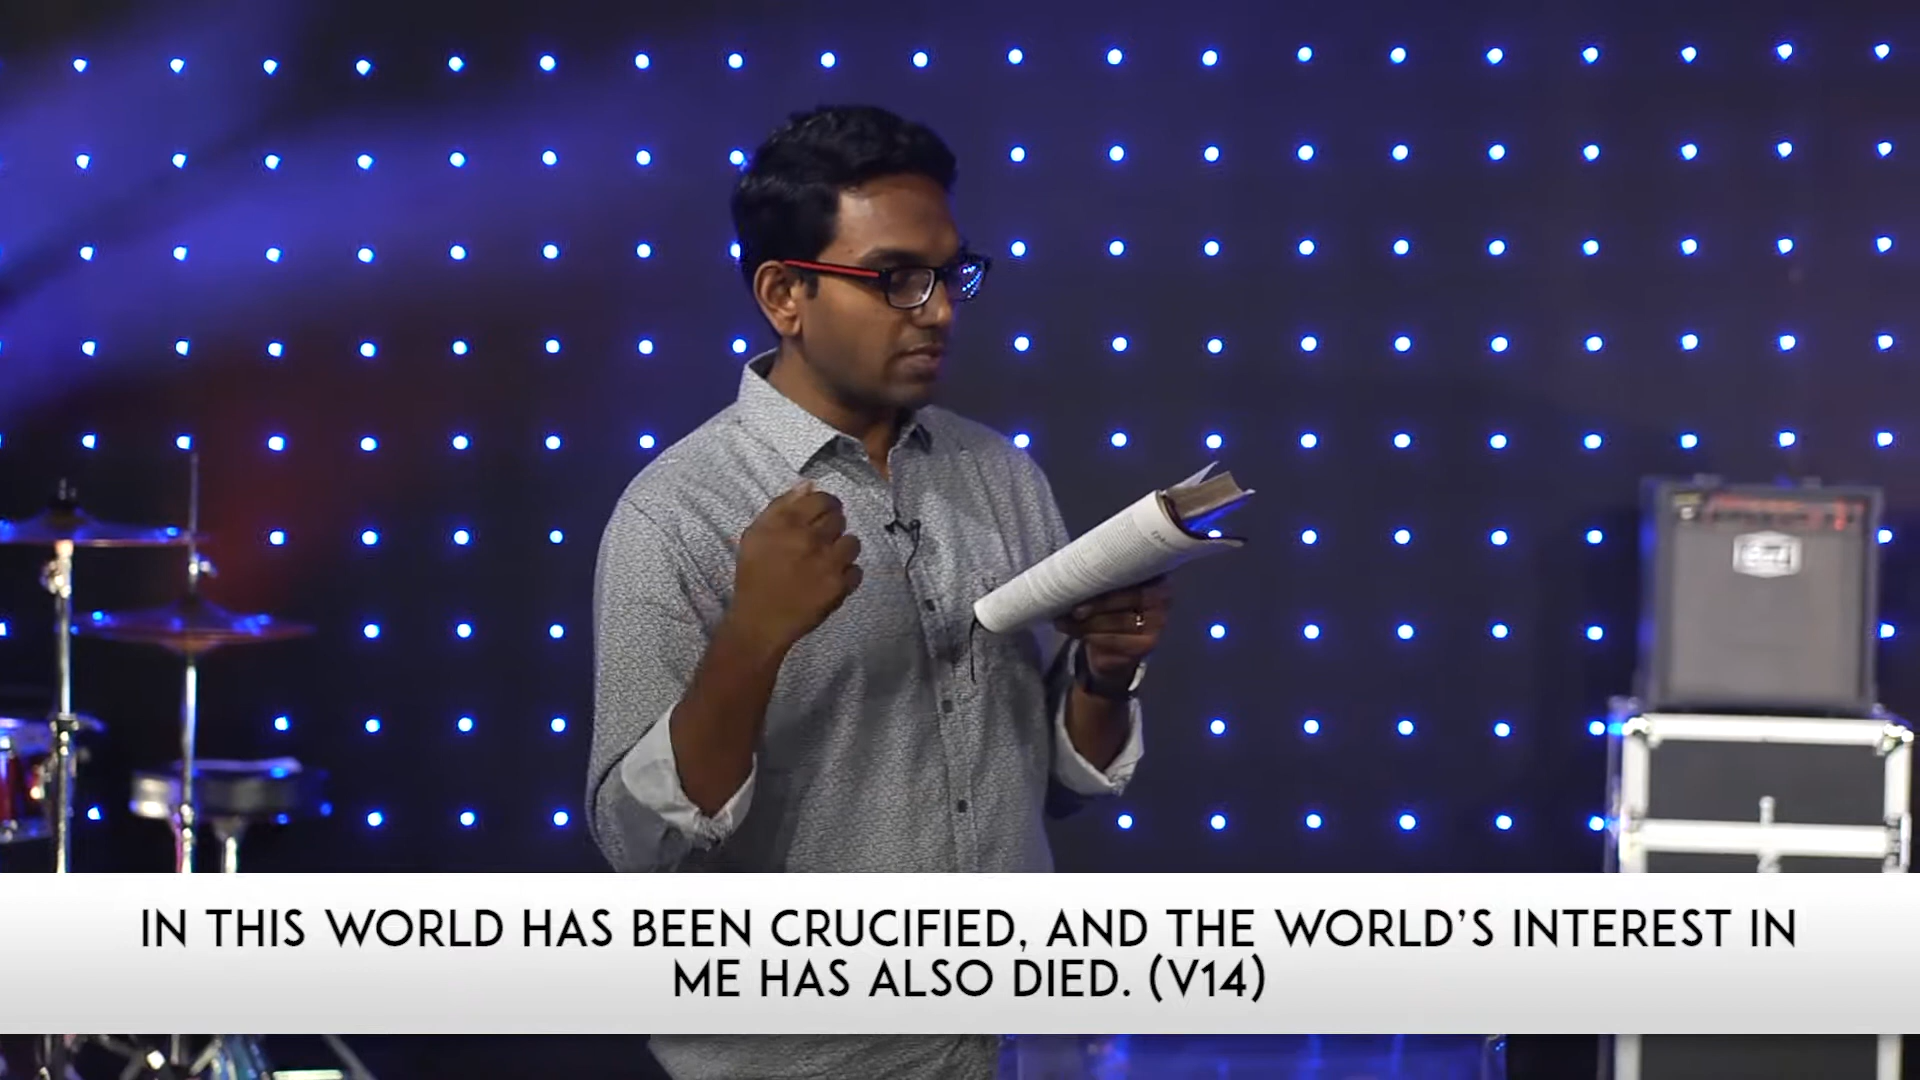 IN THIS WORLD HAS BEEN CRUCIFIED, AND THE WORLD'S INTEREST IN
ME HAS ALSO DIED. (V14)